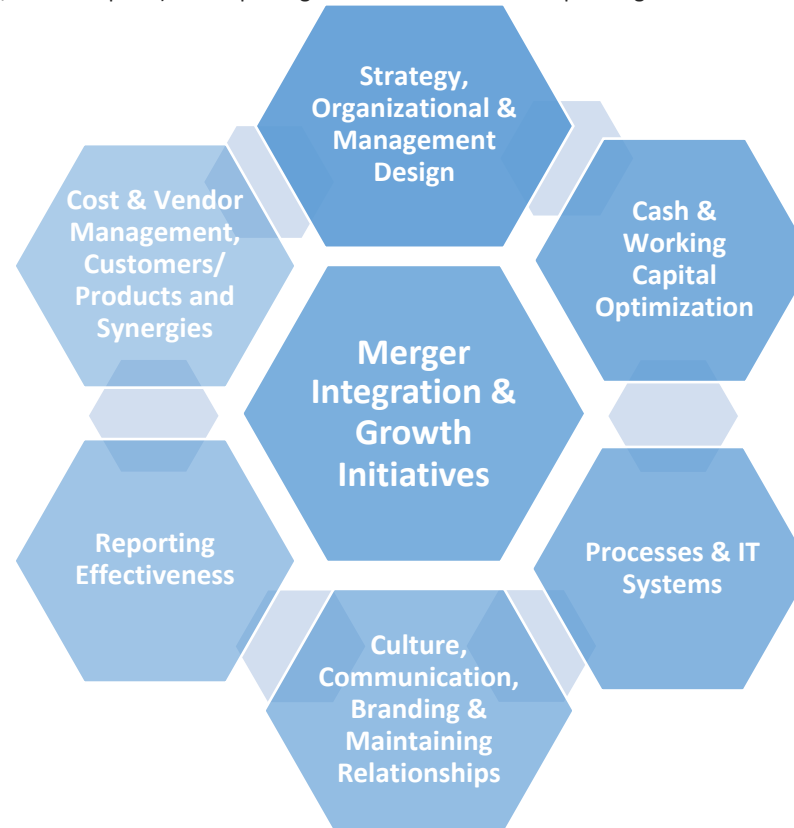 Strategy,
Organizational &
Management
Design
Cash &
Working
Capital
Optimization
Processes & IT
Systems
Culture,
Communication,
Branding &
Maintaining
Relationships
Reporting
Effectiveness
Cost & Vendor
Management,
Customers/
Products and
Synergies
Merger
Integration &
Growth
Initiatives